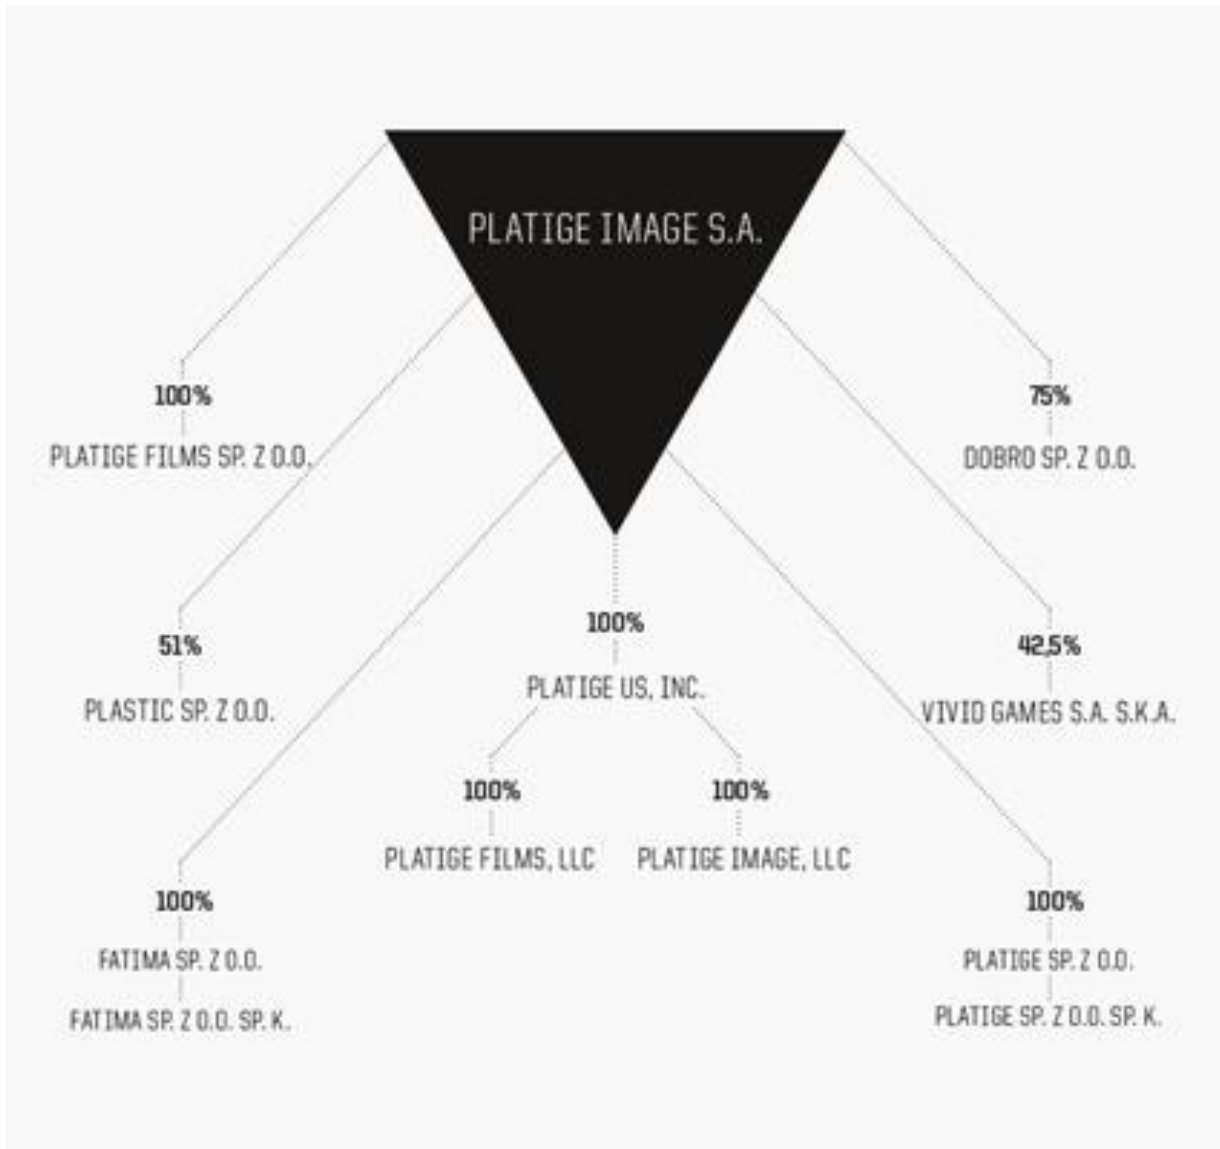 PLATIGE IMAGE S.A.
100%
PLATIGE FILMS SP. Z O.O.
75%
DOBRO SP. Z O.O.
51%
PLASTIC SP. Z O.O.
100%
PLATIGE US, INC.
42,5%
VIVID GAMES S.A. S.K.A.
100%
PLATIGE FILMS, LLC
100%
PLATIGE IMAGE, LLC
100%
FATIMA SP. Z O.O.
FATIMA SP. Z O.O. SP. K.
100%
PLATIGE SP. Z O.O.
PLATIGE SP. Z O.O. SP. K.